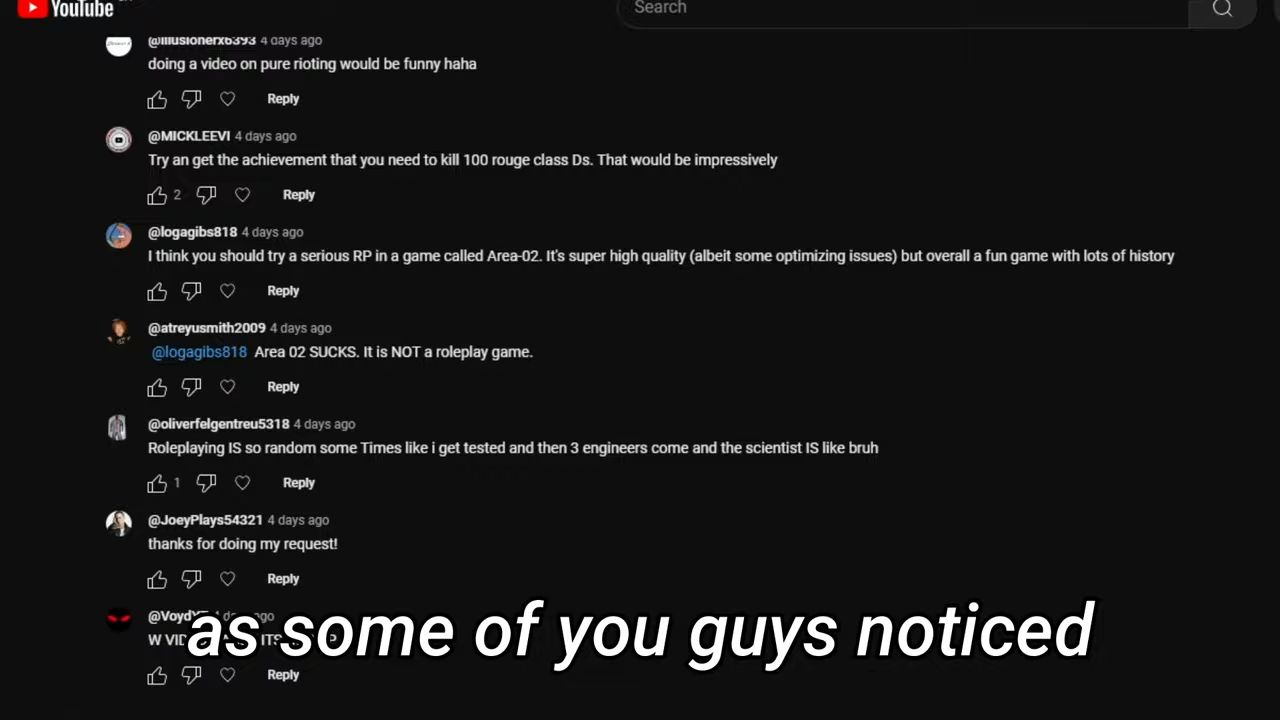 YouTube
Search
@illusionerx6393 4 days ago
doing a video on pure rioting would be funny haha
Reply
@MICKLEEVI 4 days ago
Try an get the achievement that you need to kill 100 rouge class Ds. That would be impressively
2 Reply
@logagibs818 4 days ago
I think you should try a serious RP in a game called Area-02. It's super high quality (albeit some optimizing issues) but overall a fun game with lots of history
Reply
@atreyusmith2009 4 days ago
@logagibs818 Area 02 SUCKS. It is NOT a roleplay game.
Reply
@oliverfelgentreu5318 4 days ago
Roleplaying IS so random some Times like i get tested and then 3 engineers come and the scientist IS like bruh
1 Reply
@JoeyPlays54321 4 days ago
thanks for doing my request!
Reply
ago
W
as some of you guys noticed
Reply